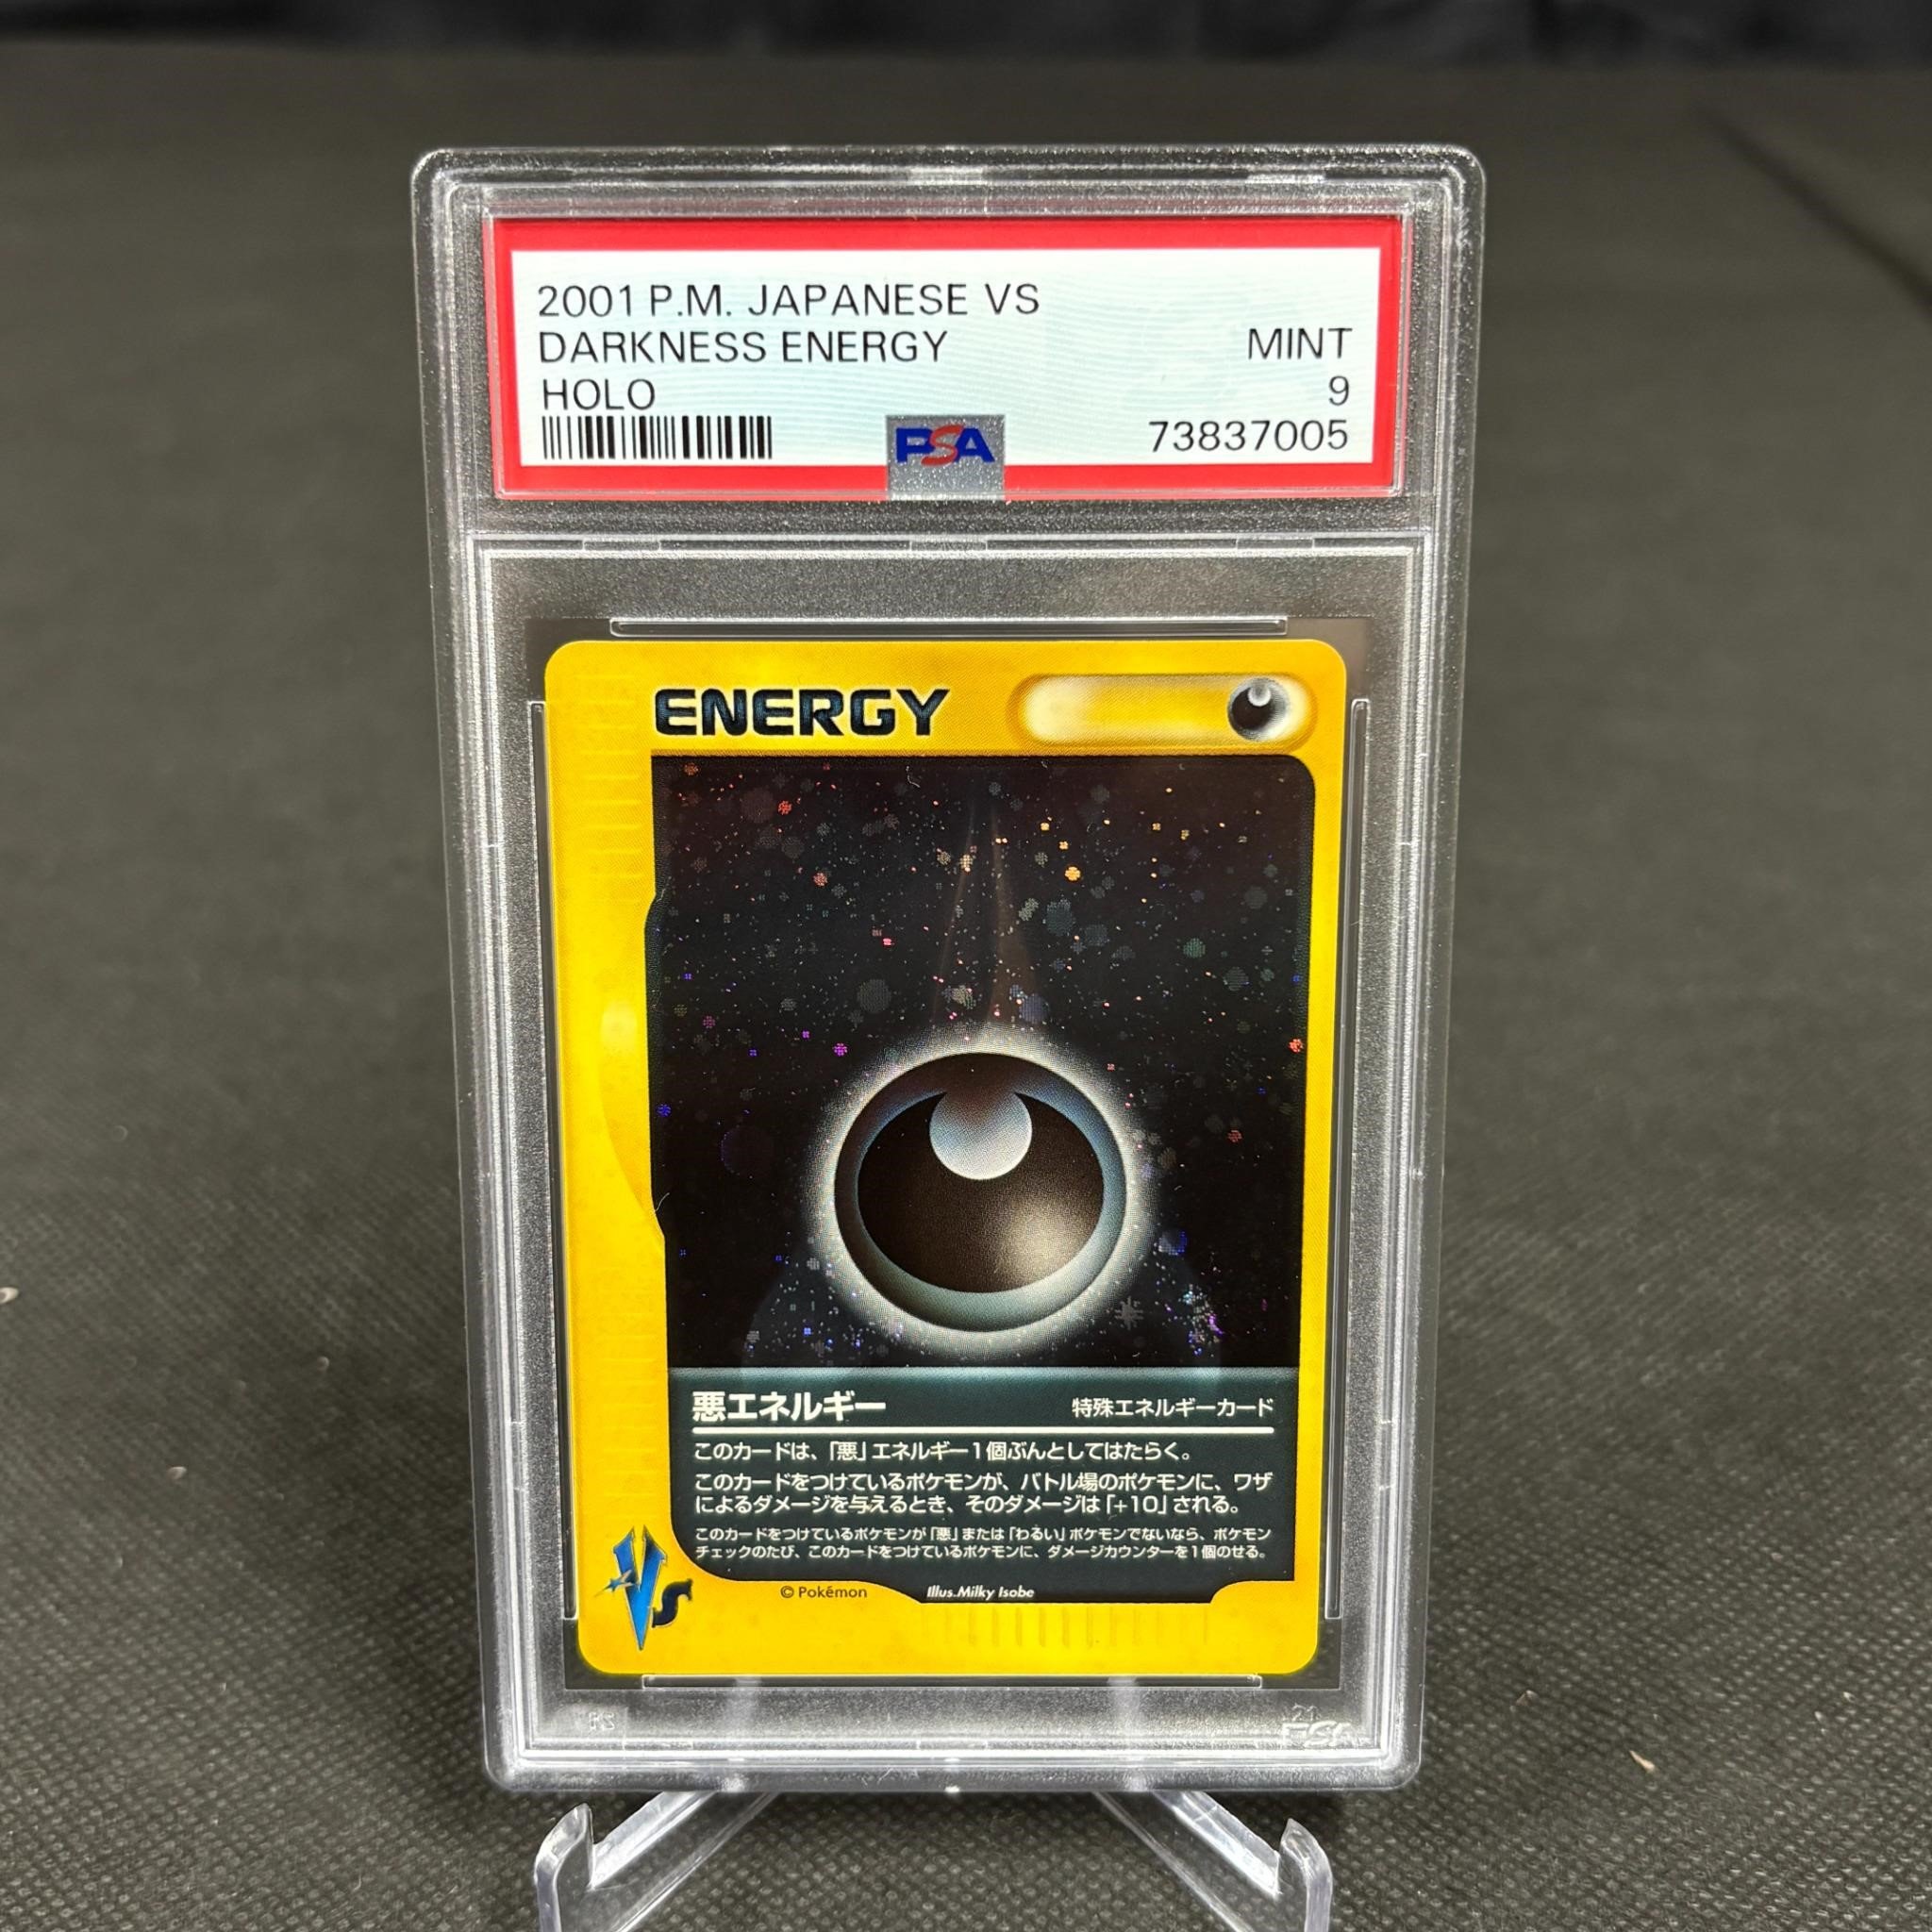 2001 P.M. JAPANESE VS
DARKNESS ENERGY MINT
HOLO 9
PSA 73837005
ENERGY
悪エネルギー 特殊エネルギーカード
このカードは、「悪」エネルギー1個ぶんとしてはたらく。
このカードをつけているポケモンが、バトル場のポケモンに、ワザ
によるダメージを与えるとき、そのダメージは「+10」される。
このカードをつけているポケモンが「悪」または「わるい」ポケモンでないなら、ポケモン
チェックのたび、このカードをつけているポケモンに、ダメージカウンターを1個のせる。
VS
© Pokémon Illus.Milky Isobe
PSA